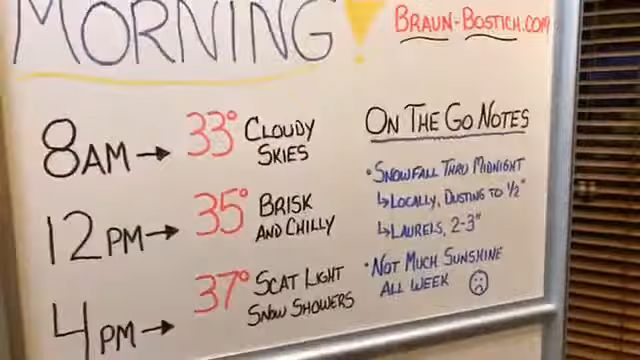 MORNING!
BRAUN-BOSTICH.COM
8AM → 33° CLOUDY SKIES
12PM → 35° BRISK AND CHILLY
4PM → 37° SCAT LIGHT SNOW SHOWERS
ON THE GO NOTES
• SNOWFALL THRU MIDNIGHT
↳ LOCALLY, DUSTING TO 1/2"
↳ LAURELS, 2-3"
• NOT MUCH SUNSHINE
ALL WEEK ☹